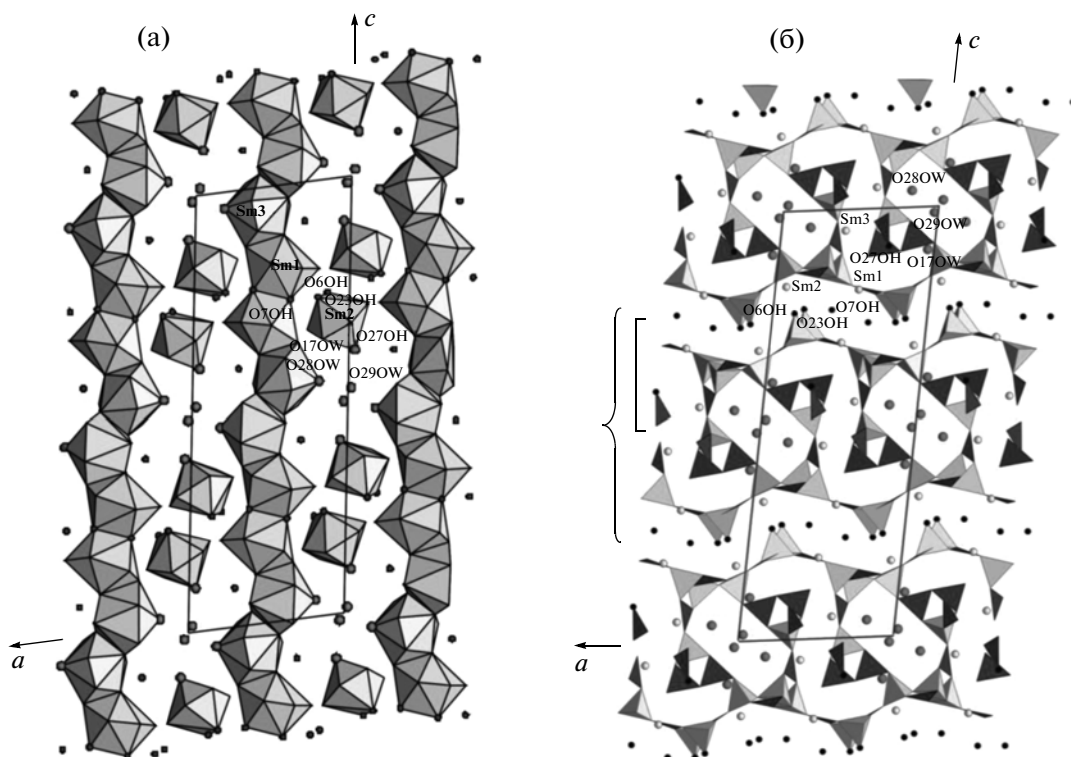 (а)
c
Sm3
Sm1
O6OH
O23OH
O7OH
Sm2
O27OH
O17OW
O28OW
O29OW
a
(б)
c
O28OW
Sm3
O29OW
O27OH
O17OW
Sm1
Sm2
O6OH
O7OH
O23OH
a